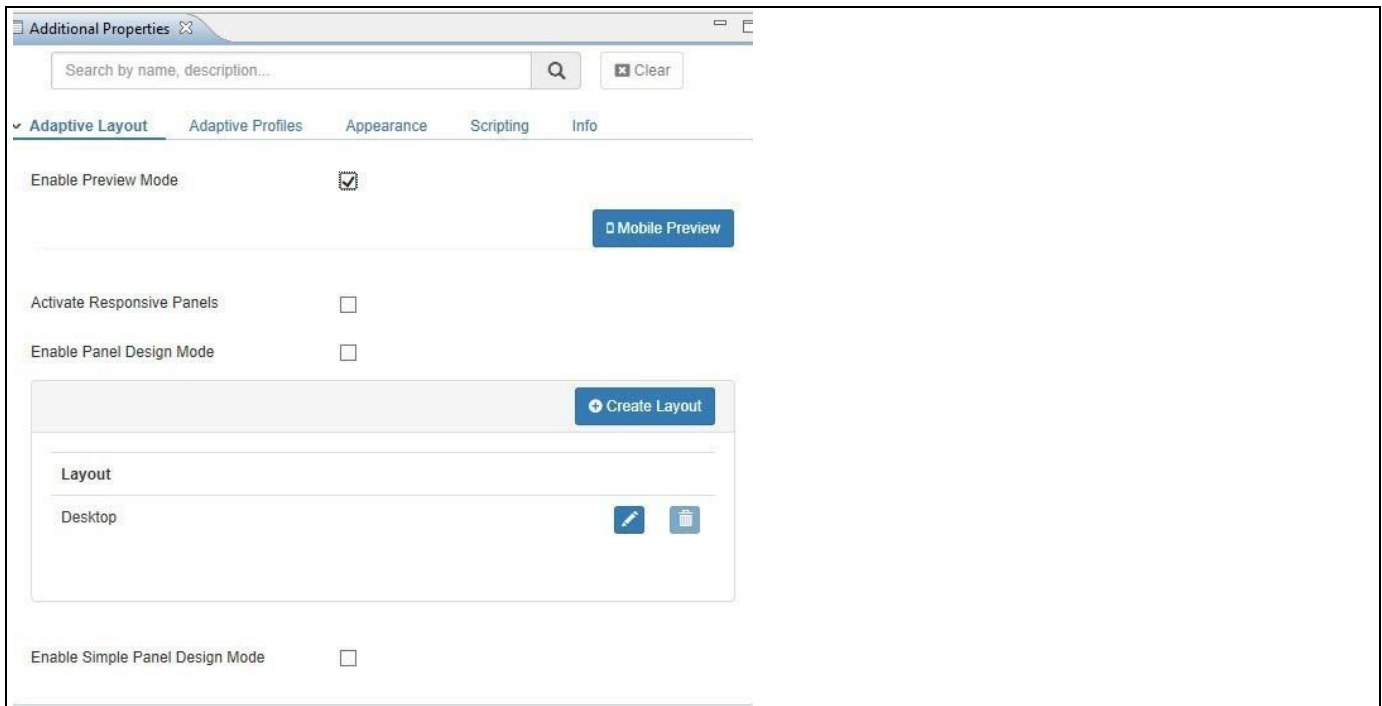 Additional Properties
Search by name, description...
Clear
Adaptive Layout Adaptive Profiles Appearance Scripting Info
Enable Preview Mode
Mobile Preview
Activate Responsive Panels
Enable Panel Design Mode
Create Layout
Layout
Desktop
Enable Simple Panel Design Mode